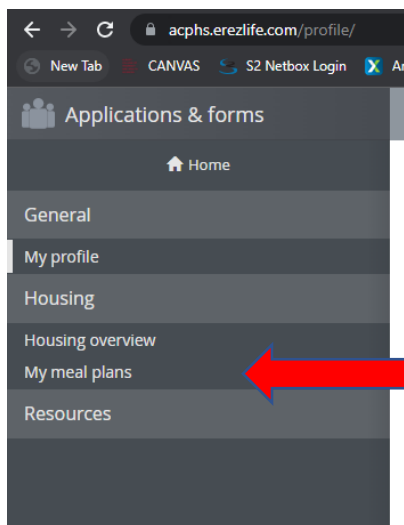 acphs.erezlife.com/profile/
New Tab CANVAS S2 Netbox Login
Applications & forms
Home
General
My profile
Housing
Housing overview
My meal plans
Resources